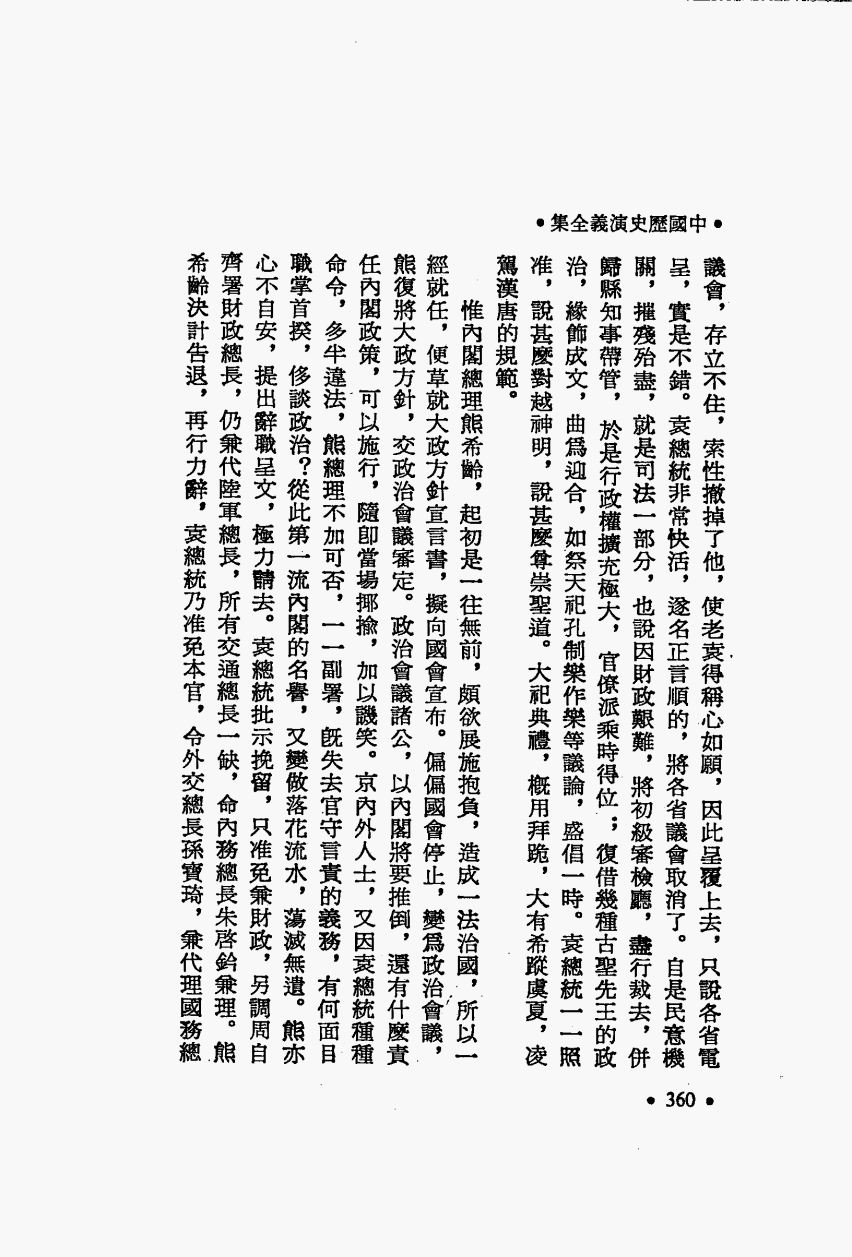 •中國歷史演義全集•
議會，存立不住，索性撤掉了他，使老袁得稱心如願，因此呈覆上去，只說各省電
呈，實是不錯。袁總統非常快活，遂名正言順的，將各省議會取消了。自是民意機
關，摧殘殆盡，就是司法一部分，也說因財政艱難，將初級審檢廳，盡行裁去，併
歸縣知事帶管，於是行政權擴充極大，官僚派乘時得位；復借幾種古聖先王的政
治，緣飾成文，曲爲迎合，如祭天祀孔制樂作樂等議論，盛倡一時。袁總統一一照
准，說甚麼對越神明，說甚麼尊崇聖道。大祀典禮，概用拜跪，大有希蹤虞夏，凌
駕漢唐的規範。
惟內閣總理熊希齡，起初是一往無前，頗欲展施抱負，造成一法治國，所以一
經就任，便草就大政方針宣言書，擬向國會宣布。偏偏國會停止，變爲政治會議，
熊復將大政方針，交政治會議審定。政治會議諸公，以內閣將要推倒，還有什麼責
任內閣政策，可以施行，隨卽當場揶揄，加以譏笑。京內外人士，又因袁總統種種
命令，多半違法，熊總理不加可否，一一副署，旣失去官守言責的義務，有何面目
職掌首揆，侈談政治？從此第一流內閣的名譽，又變做落花流水，蕩滅無遺。熊亦
心不自安，提出辭職呈文，極力請去。袁總統批示挽留，只准免兼財政，另調周自
齊署財政總長，仍兼代陸軍總長，所有交通總長一缺，命內務總長朱啓鈐兼理。熊
希齡決計告退，再行力辭，袁總統乃准免本官，令外交總長孫寶琦，兼代理國務總
•360•